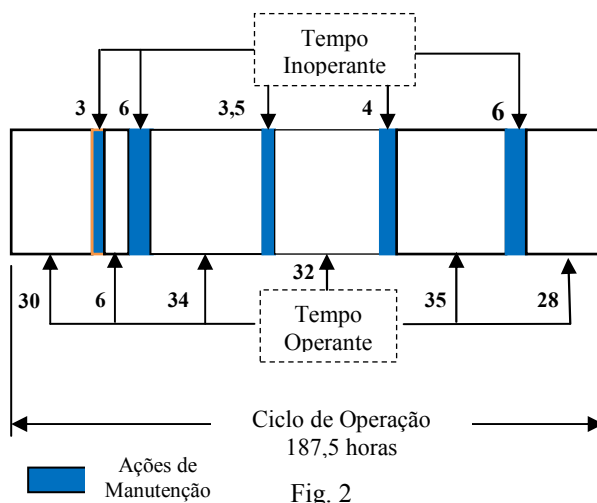 Tempo
Inoperante
3 6 3,5 4 6
30 6 34 32 35 28
Tempo
Operante
Ciclo de Operação
187,5 horas
Ações de
Manutenção
Fig. 2